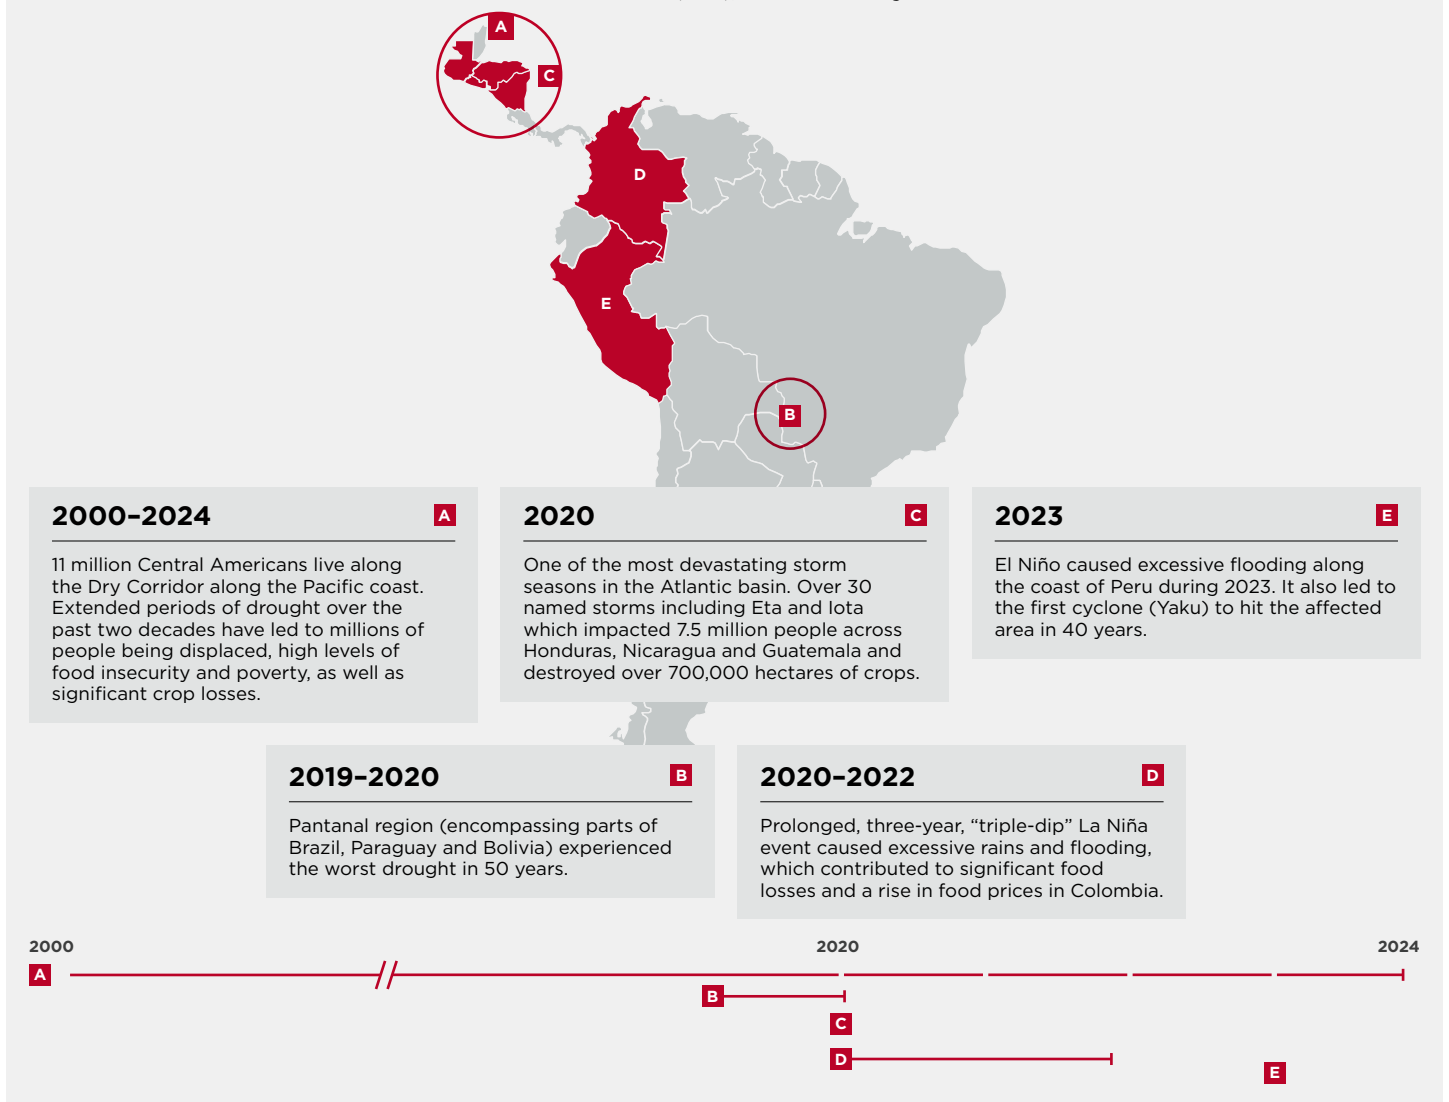 A
C
D
E
B
2000–2024 A
11 million Central Americans live along
the Dry Corridor along the Pacific coast.
Extended periods of drought over the
past two decades have led to millions of
people being displaced, high levels of
food insecurity and poverty, as well as
significant crop losses.
2020 C
One of the most devastating storm
seasons in the Atlantic basin. Over 30
named storms including Eta and Iota
which impacted 7.5 million people across
Honduras, Nicaragua and Guatemala and
destroyed over 700,000 hectares of crops.
2023 E
El Niño caused excessive flooding along
the coast of Peru during 2023. It also led to
the first cyclone (Yaku) to hit the affected
area in 40 years.
2019–2020 B
Pantanal region (encompassing parts of
Brazil, Paraguay and Bolivia) experienced
the worst drought in 50 years.
2020–2022 D
Prolonged, three-year, “triple-dip” La Niña
event caused excessive rains and flooding,
which contributed to significant food
losses and a rise in food prices in Colombia.
2000 2020 2024
A
B
C
D
E